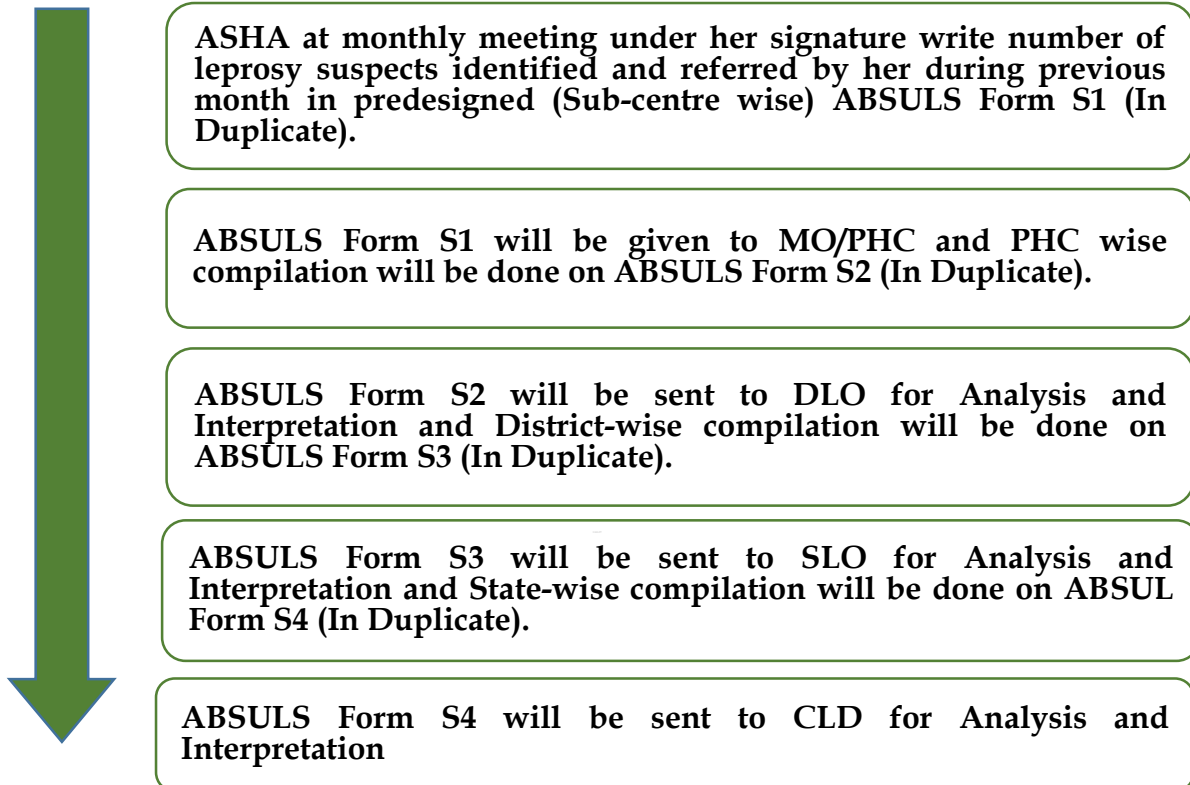 ASHA at monthly meeting under her signature write number of
leprosy suspects identified and referred by her during previous
month in predesigned (Sub-centre wise) ABSULS Form S1 (In
Duplicate).
ABSULS Form S1 will be given to MO/PHC and PHC wise
compilation will be done on ABSULS Form S2 (In Duplicate).
ABSULS Form S2 will be sent to DLO for Analysis and
Interpretation and District-wise compilation will be done on
ABSULS Form S3 (In Duplicate).
ABSULS Form S3 will be sent to SLO for Analysis and
Interpretation and State-wise compilation will be done on ABSUL
Form S4 (In Duplicate).
ABSULS Form S4 will be sent to CLD for Analysis and
Interpretation